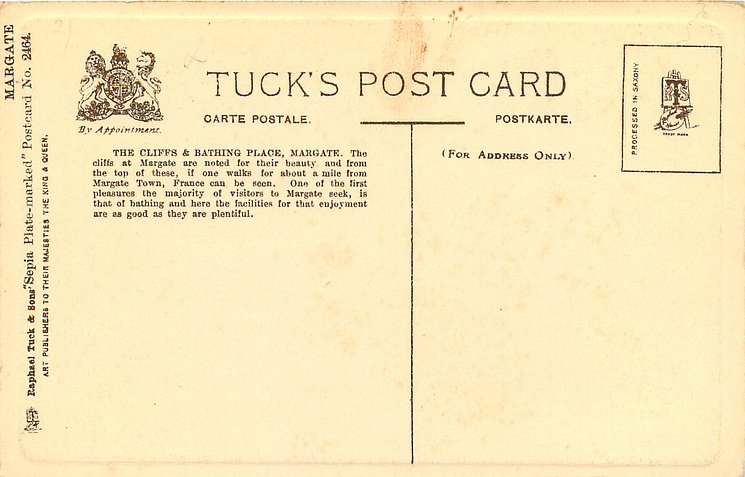 MARGATE
Raphael Tuck & Sons' "Sepia Plate-marked" Postcard No. 2464.
ART PUBLISHERS TO THEIR MAJESTIES THE KING & QUEEN.
By Appointment.
TUCK'S POST CARD
CARTE POSTALE.
POSTKARTE.
THE CLIFFS & BATHING PLACE, MARGATE. The
cliffs at Margate are noted for their beauty and from
the top of these, if one walks for about a mile from
Margate Town, France can be seen. One of the first
pleasures the majority of visitors to Margate seek, is
that of bathing and here the facilities for that enjoyment
are as good as they are plentiful.
(FOR ADDRESS ONLY)
PROCESSED IN SAXONY
T
TRADE MARK